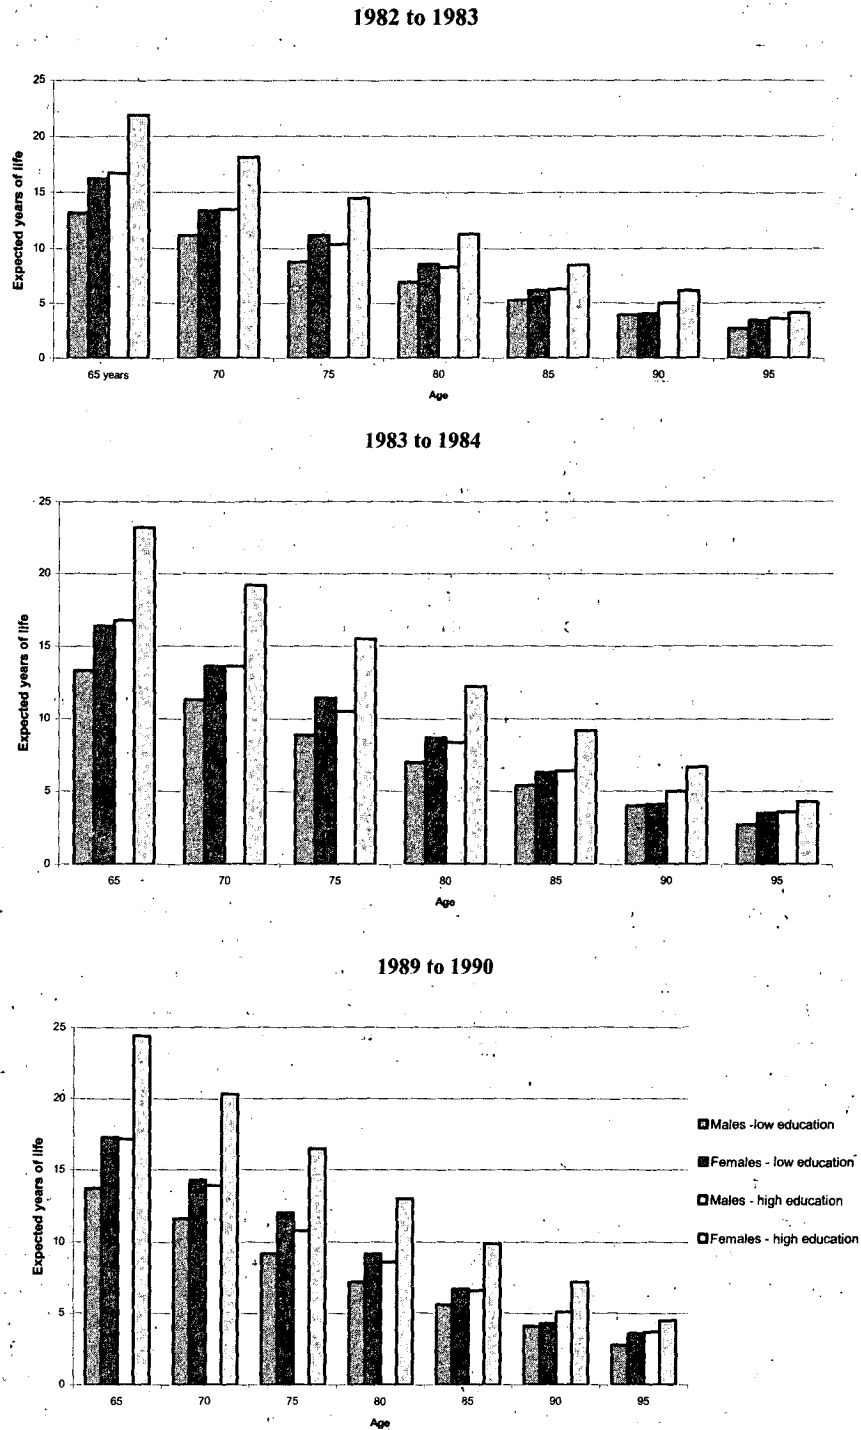 1982 to 1983
25
20
15
10
5
0
Expected years of life
65 years 70 75 80 85 90 95
Age
1983 to 1984
25
20
15
10
5
0
Expected years of life
65 70 75 80 85 90 95
Age
1989 to 1990
25
20
15
10
5
0
Expected years of life
65 70 75 80 85 90 95
Age
Males -low education
Females - low education
Males - high education
Females - high education